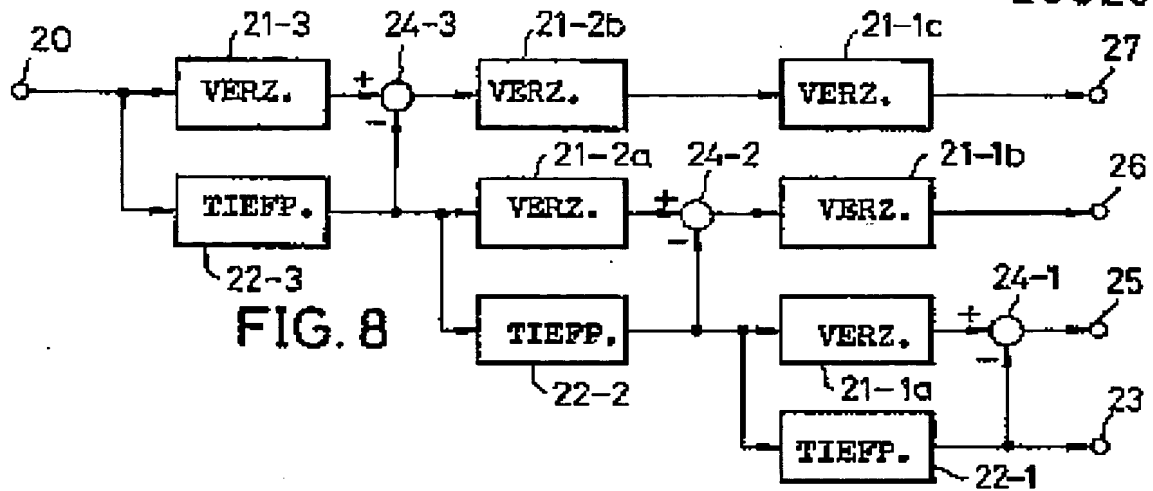 20
21-3
24-3
21-2b
21-1c
27
VERZ.
+
VERZ.
VERZ.
-
21-2a
24-2
21-1b
26
TIEFP.
VERZ.
+
VERZ.
-
22-3
24-1
25
FIG. 8
TIEFP.
VERZ.
+
-
22-2
21-1a
23
TIEFP.
22-1